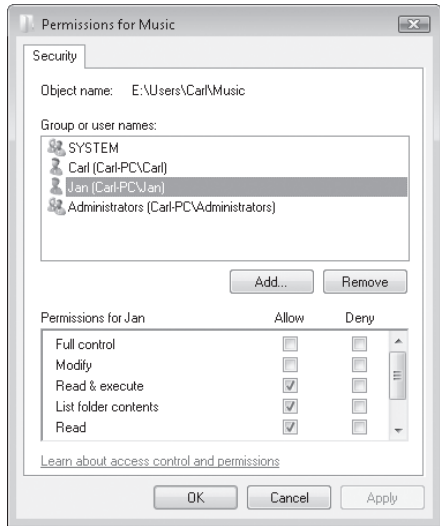 Permissions for Music
Security
Object name: E:\Users\Carl\Music
Group or user names:
SYSTEM
Carl (Carl-PC\Carl)
Jan (Carl-PC\Jan)
Administrators (Carl-PC\Administrators)
Add... Remove
Permissions for Jan Allow Deny
Full control
Modify
Read & execute
List folder contents
Read
Learn about access control and permissions
OK Cancel Apply